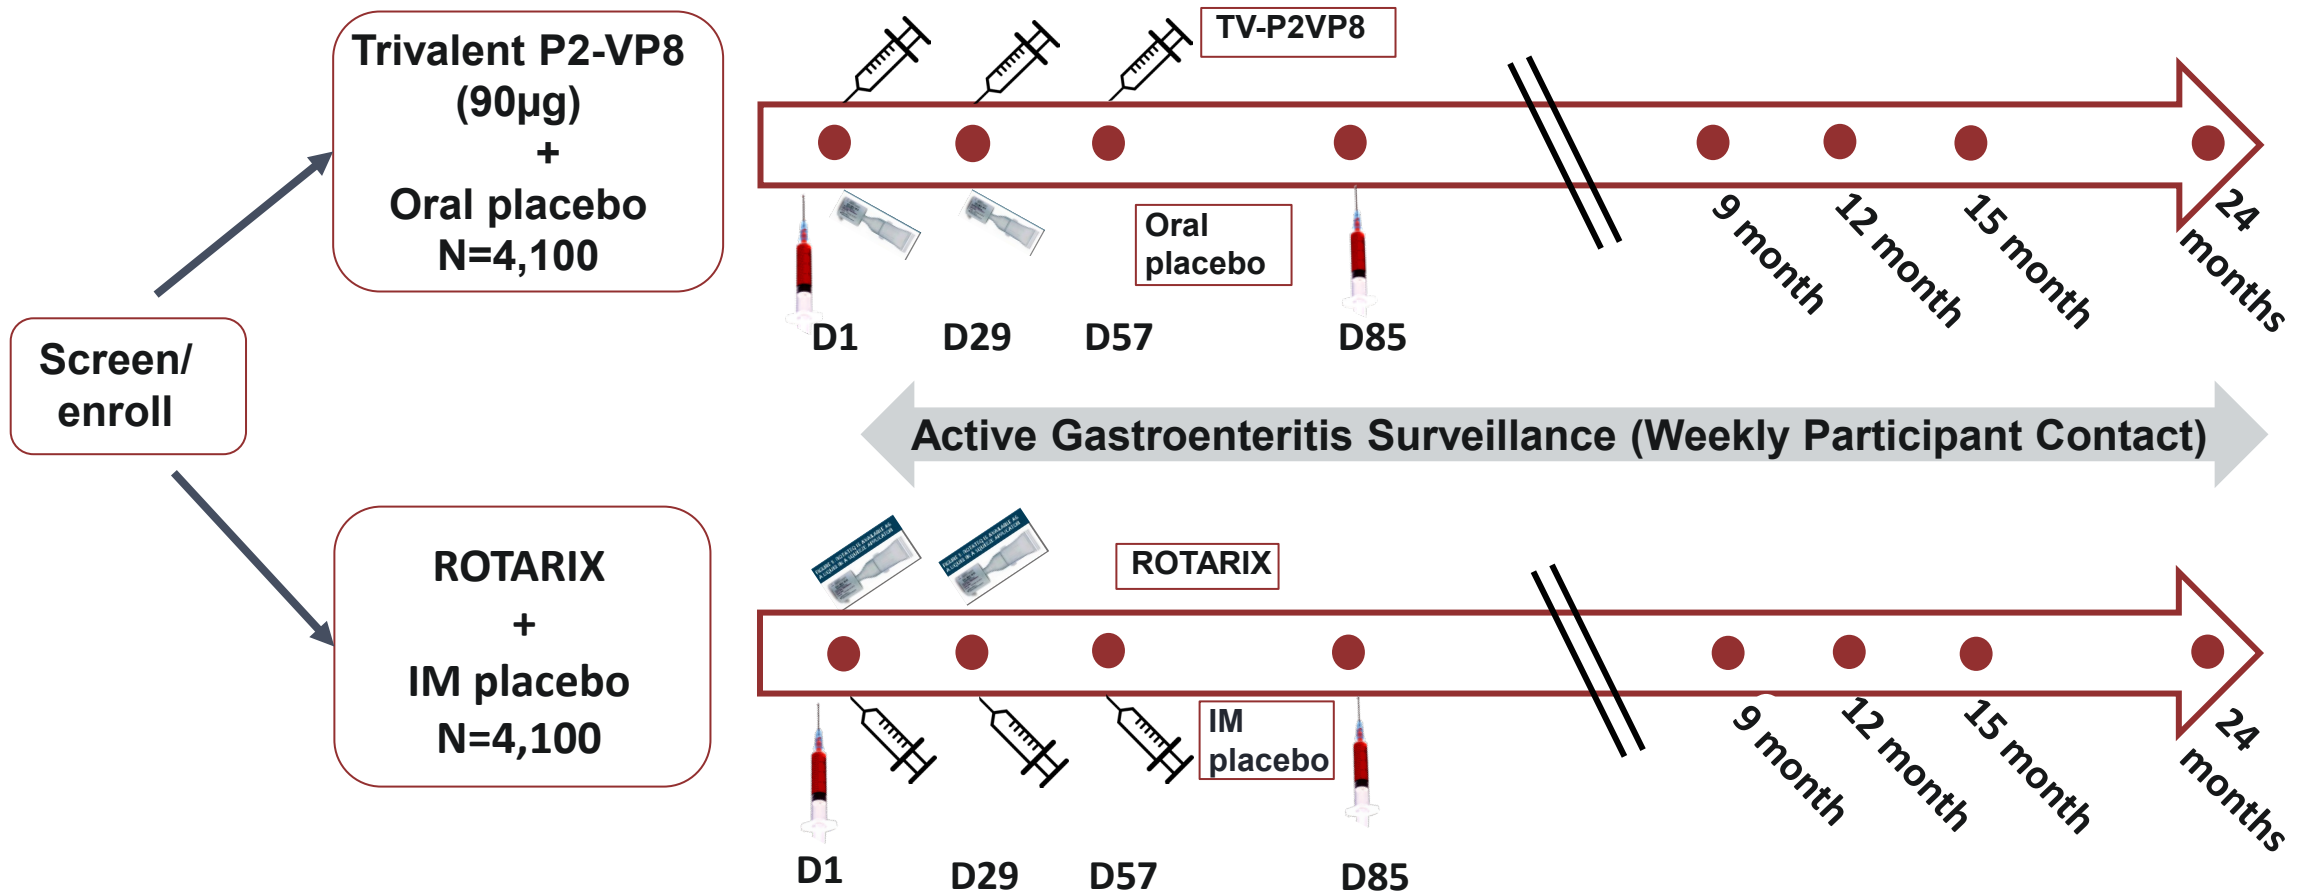 Trivalent P2-VP8
(90µg)
+
Oral placebo
N=4,100
TV-P2VP8
Oral
placebo
D1
D29
D57
D85
9 month
12 month
15 month
24
months
Screen/
enroll
Active Gastroenteritis Surveillance (Weekly Participant Contact)
ROTARIX
+
IM placebo
N=4,100
ROTARIX
IM
placebo
D1
D29
D57
D85
9 month
12 month
15 month
24
months